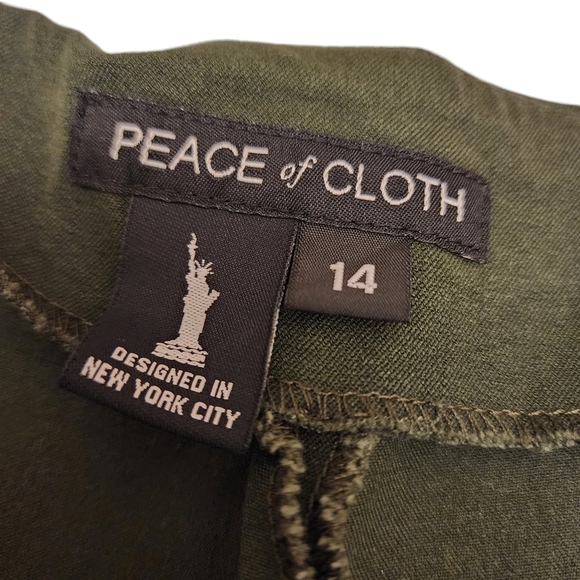 PEACE of CLOTH
14
DESIGNED IN
NEW YORK CITY